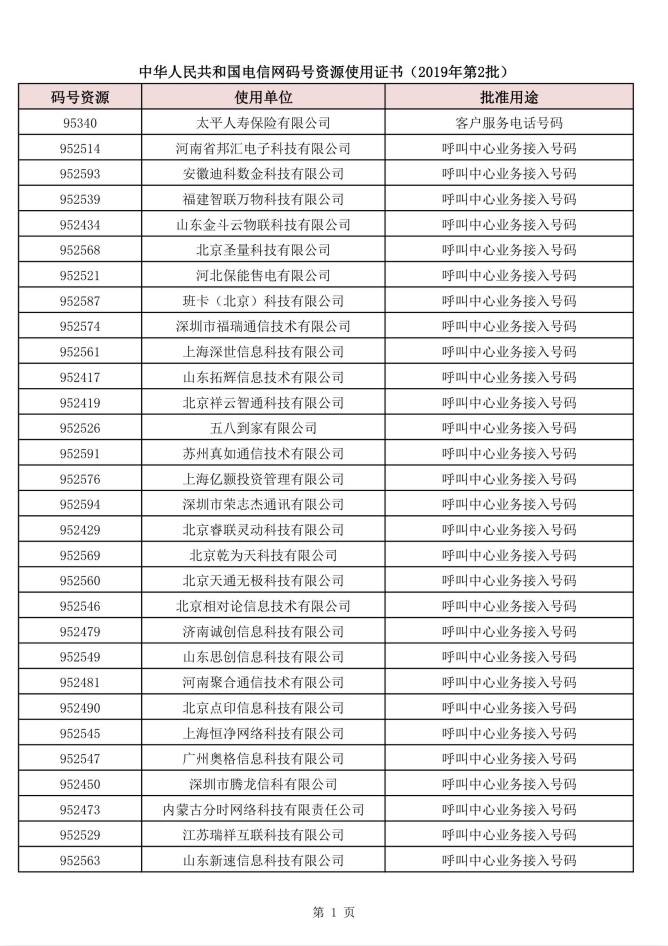 中华人民共和国电信网码号资源使用证书（2019年第2批）
码号资源 使用单位 批准用途
95340 太平人寿保险有限公司 客户服务电话号码
952514 河南省邦汇电子科技有限公司 呼叫中心业务接入号码
952593 安徽迪科数金科技有限公司 呼叫中心业务接入号码
952539 福建智联万物科技有限公司 呼叫中心业务接入号码
952434 山东金斗云物联科技有限公司 呼叫中心业务接入号码
952568 北京圣量科技有限公司 呼叫中心业务接入号码
952521 河北保能售电有限公司 呼叫中心业务接入号码
952587 班卡（北京）科技有限公司 呼叫中心业务接入号码
952574 深圳市福瑞通信技术有限公司 呼叫中心业务接入号码
952561 上海深世信息科技有限公司 呼叫中心业务接入号码
952417 山东拓辉信息技术有限公司 呼叫中心业务接入号码
952419 北京祥云智通科技有限公司 呼叫中心业务接入号码
952526 五八到家有限公司 呼叫中心业务接入号码
952591 苏州真如通信技术有限公司 呼叫中心业务接入号码
952576 上海亿颢投资管理有限公司 呼叫中心业务接入号码
952594 深圳市荣志杰通讯有限公司 呼叫中心业务接入号码
952429 北京睿联灵动科技有限公司 呼叫中心业务接入号码
952569 北京乾为天科技有限公司 呼叫中心业务接入号码
952560 北京天通无极科技有限公司 呼叫中心业务接入号码
952546 北京相对论信息技术有限公司 呼叫中心业务接入号码
952479 济南诚创信息科技有限公司 呼叫中心业务接入号码
952549 山东思创信息科技有限公司 呼叫中心业务接入号码
952481 河南聚合通信技术有限公司 呼叫中心业务接入号码
952490 北京点印信息科技有限公司 呼叫中心业务接入号码
952545 上海恒净网络科技有限公司 呼叫中心业务接入号码
952547 广州奥格信息科技有限公司 呼叫中心业务接入号码
952450 深圳市腾龙信科有限公司 呼叫中心业务接入号码
952473 内蒙古分时网络科技有限责任公司 呼叫中心业务接入号码
952529 江苏瑞祥互联科技有限公司 呼叫中心业务接入号码
952563 山东新速信息科技有限公司 呼叫中心业务接入号码
第 1 页